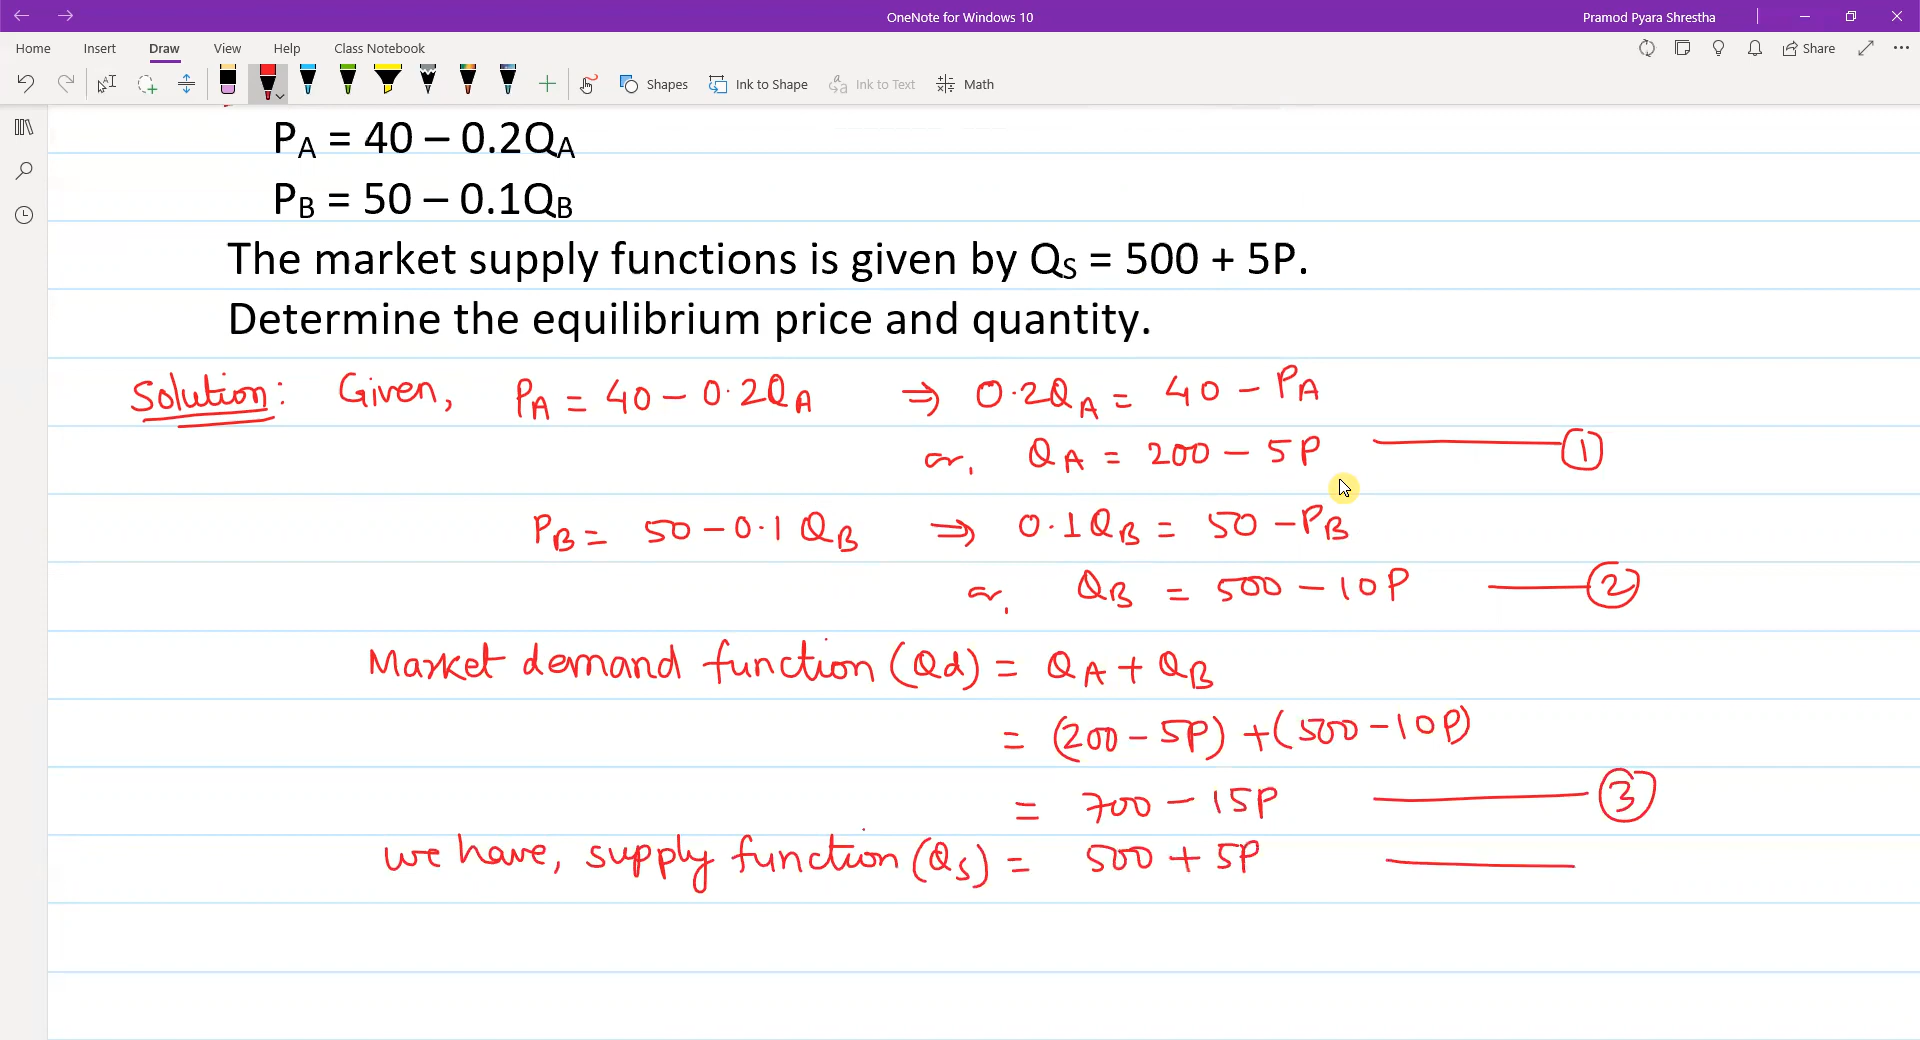 OneNote for Windows 10
Pramod Pyara Shrestha
Home Insert Draw View Help Class Notebook
Share
Shapes Ink to Shape Ink to Text Math
PA = 40 – 0.2QA
PB = 50 – 0.1QB
The market supply functions is given by QS = 500 + 5P.
Determine the equilibrium price and quantity.
Solution: Given, PA = 40 – 0.2QA ⇒ 0.2QA = 40 – PA
or, QA = 200 – 5P ——— ①
PB = 50 – 0.1QB ⇒ 0.1QB = 50 – PB
or, QB = 500 – 10P ——— ②
Market demand function (Qd) = QA + QB
= (200 – 5P) + (500 – 10P)
= 700 – 15P ——— ③
we have, supply function (Qs) = 500 + 5P ———